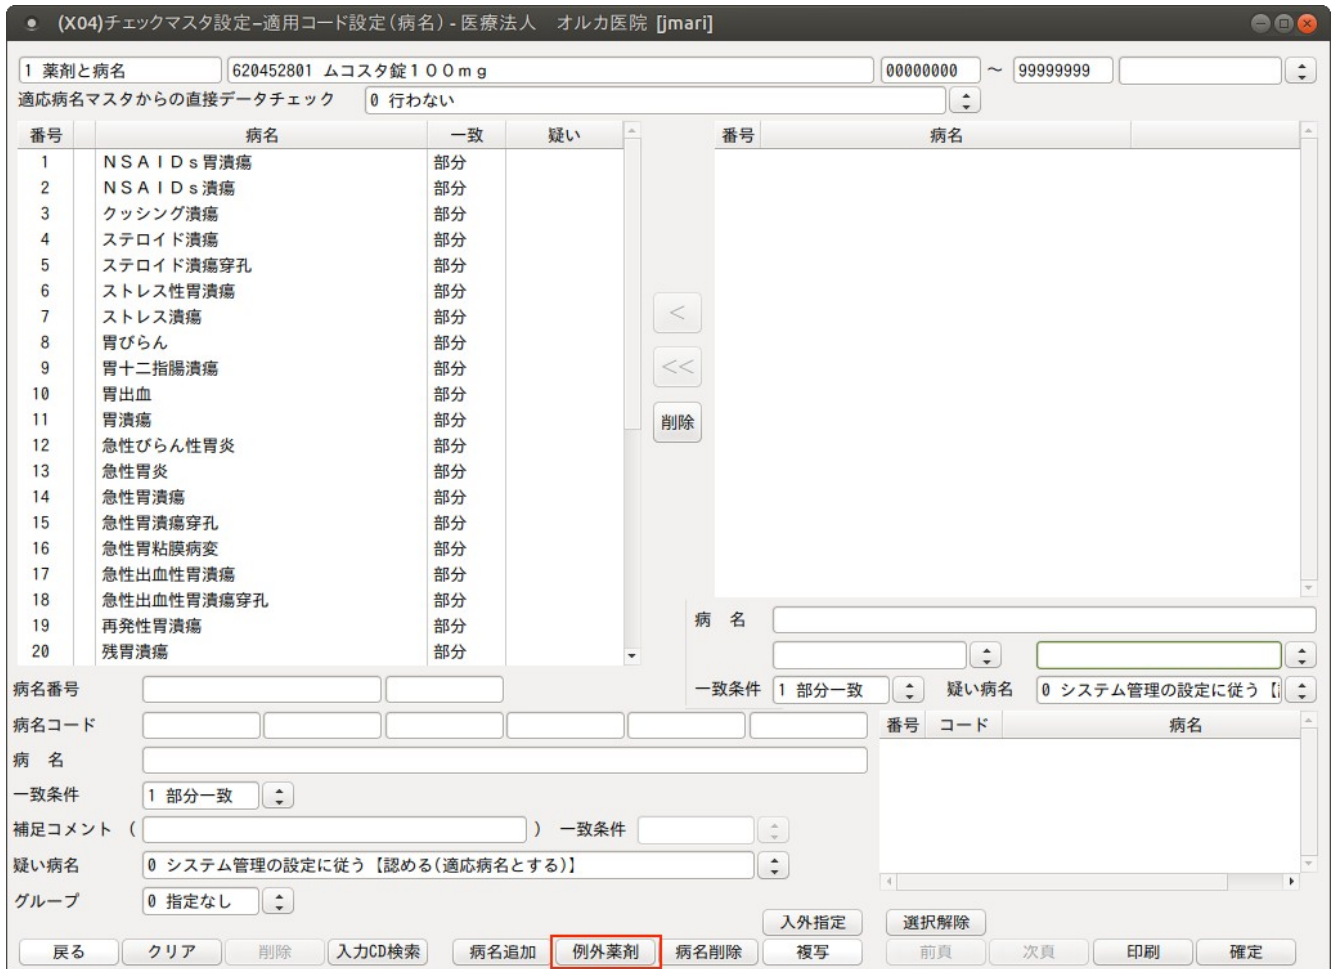 (X04)チェックマスタ設定−適用コード設定(病名) - 医療法人　オルカ医院 [jmari]
1 薬剤と病名 620452801 ムコスタ錠１００ｍｇ 00000000 ～ 99999999
適応病名マスタからの直接データチェック 0 行わない
番号 病名 一致 疑い 番号 病名
1 ＮＳＡＩＤｓ胃潰瘍 部分
2 ＮＳＡＩＤｓ潰瘍 部分
3 クッシング潰瘍 部分
4 ステロイド潰瘍 部分
5 ステロイド潰瘍穿孔 部分
6 ストレス性胃潰瘍 部分
7 ストレス潰瘍 部分
<
8 胃びらん 部分
9 胃十二指腸潰瘍 部分
<<
10 胃出血 部分
11 胃潰瘍 部分
削除
12 急性びらん性胃炎 部分
13 急性胃炎 部分
14 急性胃潰瘍 部分
15 急性胃潰瘍穿孔 部分
16 急性胃粘膜病変 部分
17 急性出血性胃潰瘍 部分
18 急性出血性胃潰瘍穿孔 部分
19 再発性胃潰瘍 部分
病　名
20 残胃潰瘍 部分
病名番号
一致条件 1 部分一致 疑い病名 0 システム管理の設定に従う【
病名コード
番号 コード 病名
病　名
一致条件 1 部分一致
補足コメント ( ) 一致条件
疑い病名 0 システム管理の設定に従う【認める(適応病名とする)】
グループ 0 指定なし
入外指定 選択解除
戻る クリア 削除 入力CD検索 病名追加 例外薬剤 病名削除 複写 前頁 次頁 印刷 確定